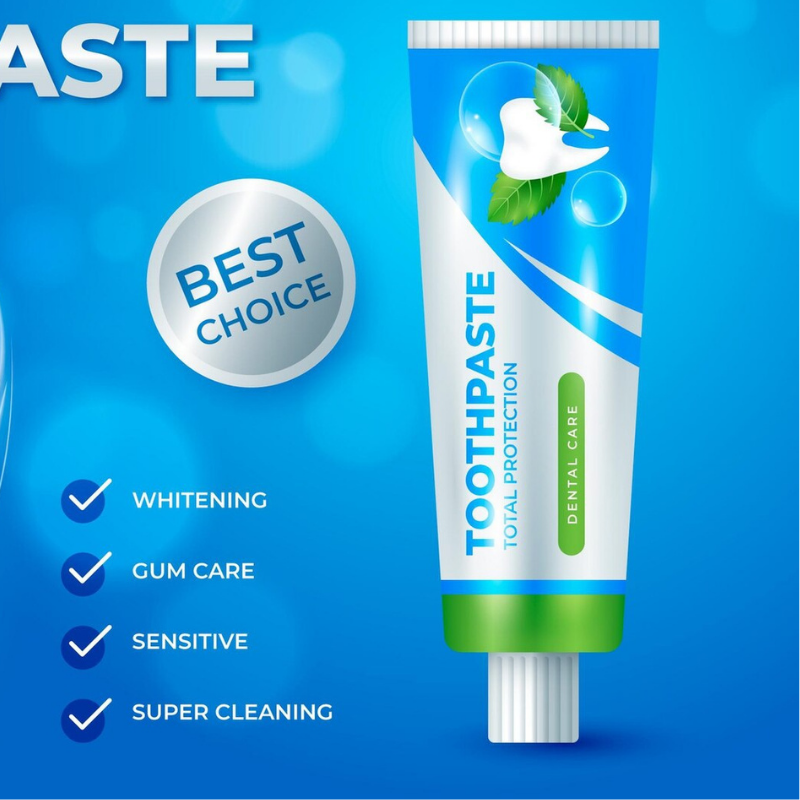 ASTE
BEST
CHOICE
WHITENING
GUM CARE
SENSITIVE
SUPER CLEANING
TOOTHPASTE
TOTAL PROTECTION
DENTAL CARE